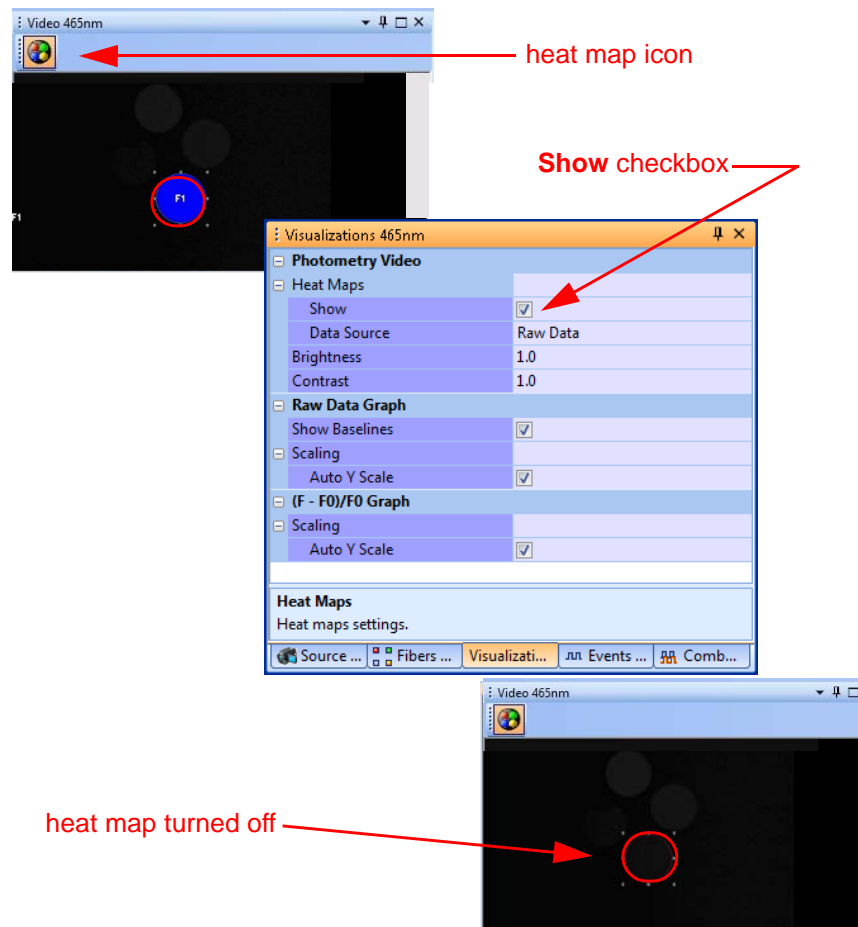 Video 465nm
heat map icon
Show checkbox
F1
F1
Visualizations 465nm
Photometry Video
Heat Maps
Show
Data Source Raw Data
Brightness 1.0
Contrast 1.0
Raw Data Graph
Show Baselines
Scaling
Auto Y Scale
(F - F0)/F0 Graph
Scaling
Auto Y Scale
Heat Maps
Heat maps settings.
Source ... Fibers ... Visualizati... Events ... Comb...
Video 465nm
heat map turned off